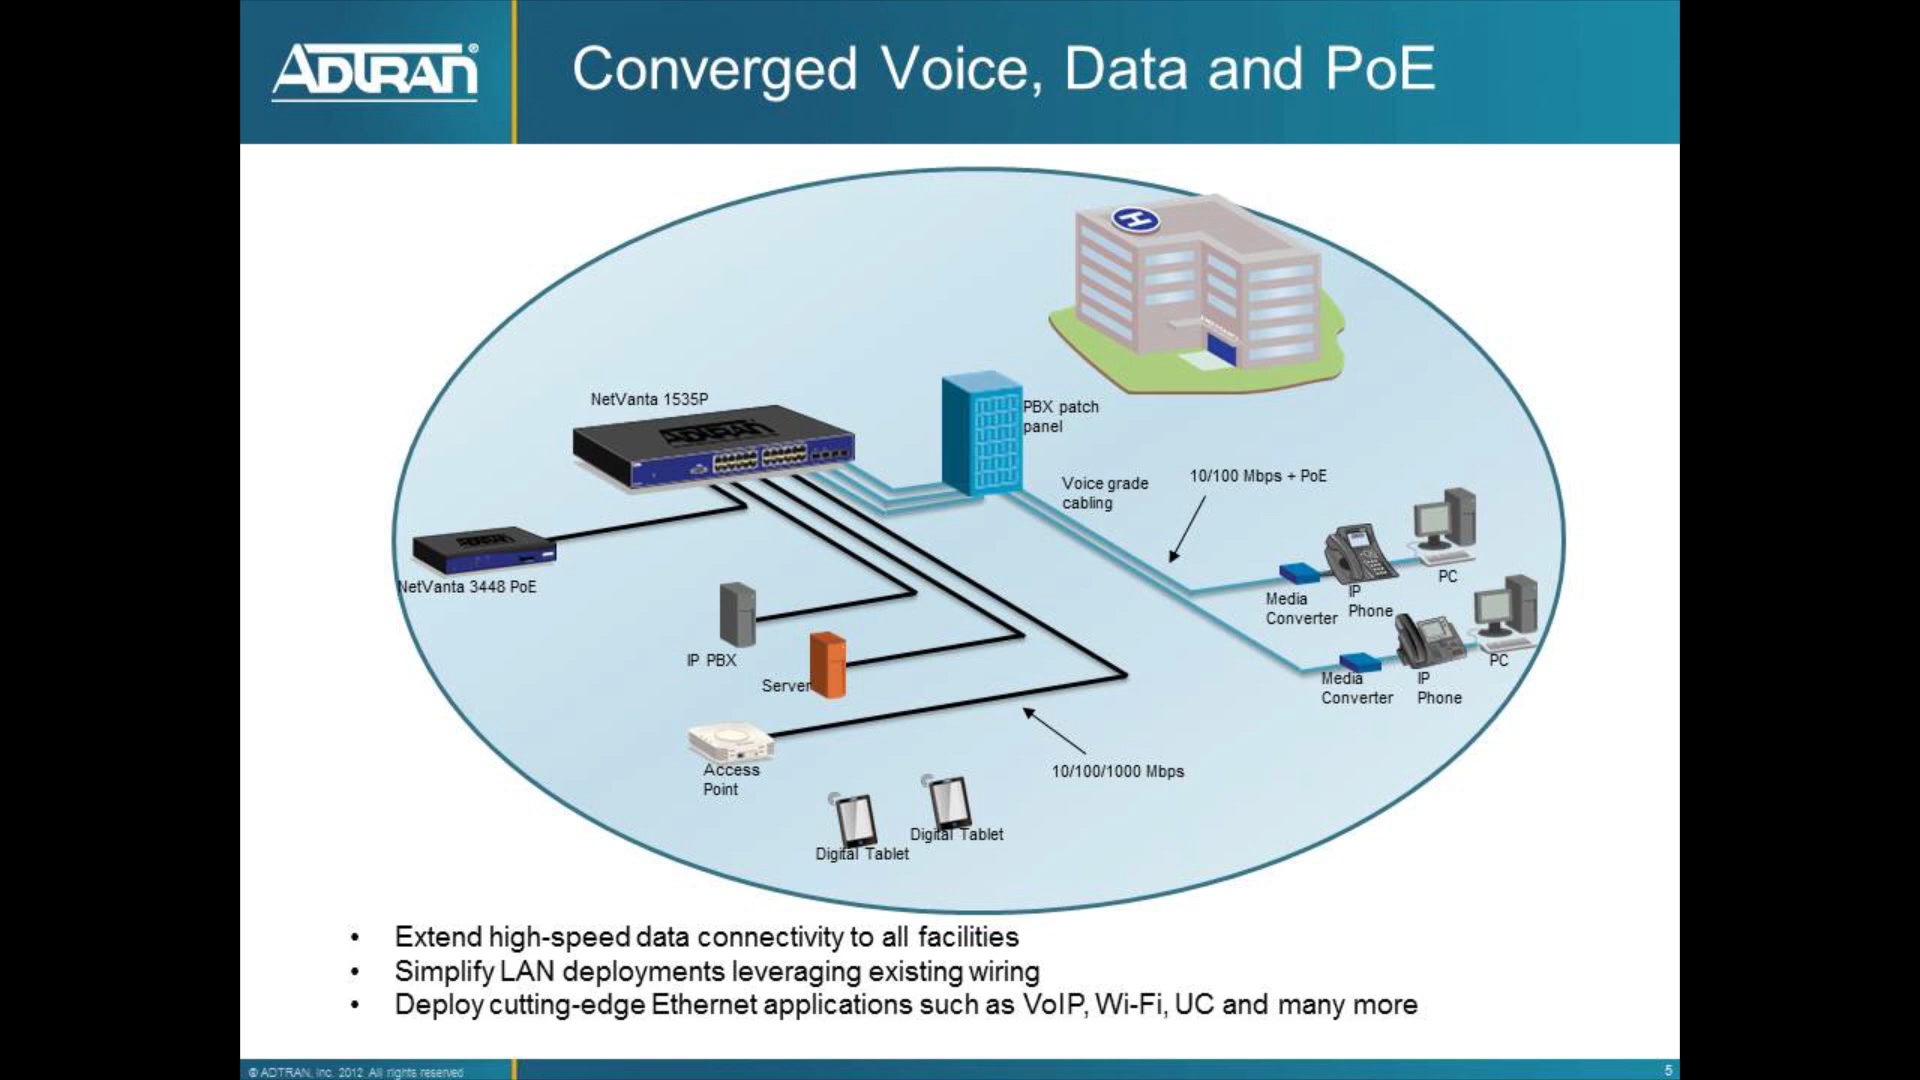 ADTRAN®
Converged Voice, Data and PoE
NetVanta 1535P
ADTRAN
PBX patch
panel
Voice grade
cabling
10/100 Mbps + PoE
ADTRAN
NetVanta 3448 PoE
IP PBX
Server
Access
Point
Digital Tablet
Digital Tablet
10/100/1000 Mbps
Media
Converter
IP
Phone
PC
Media
Converter
IP
Phone
PC
H
EMERGENCY
• Extend high-speed data connectivity to all facilities
• Simplify LAN deployments leveraging existing wiring
• Deploy cutting-edge Ethernet applications such as VoIP, Wi-Fi, UC and many more
© ADTRAN, Inc. 2012 All rights reserved
5